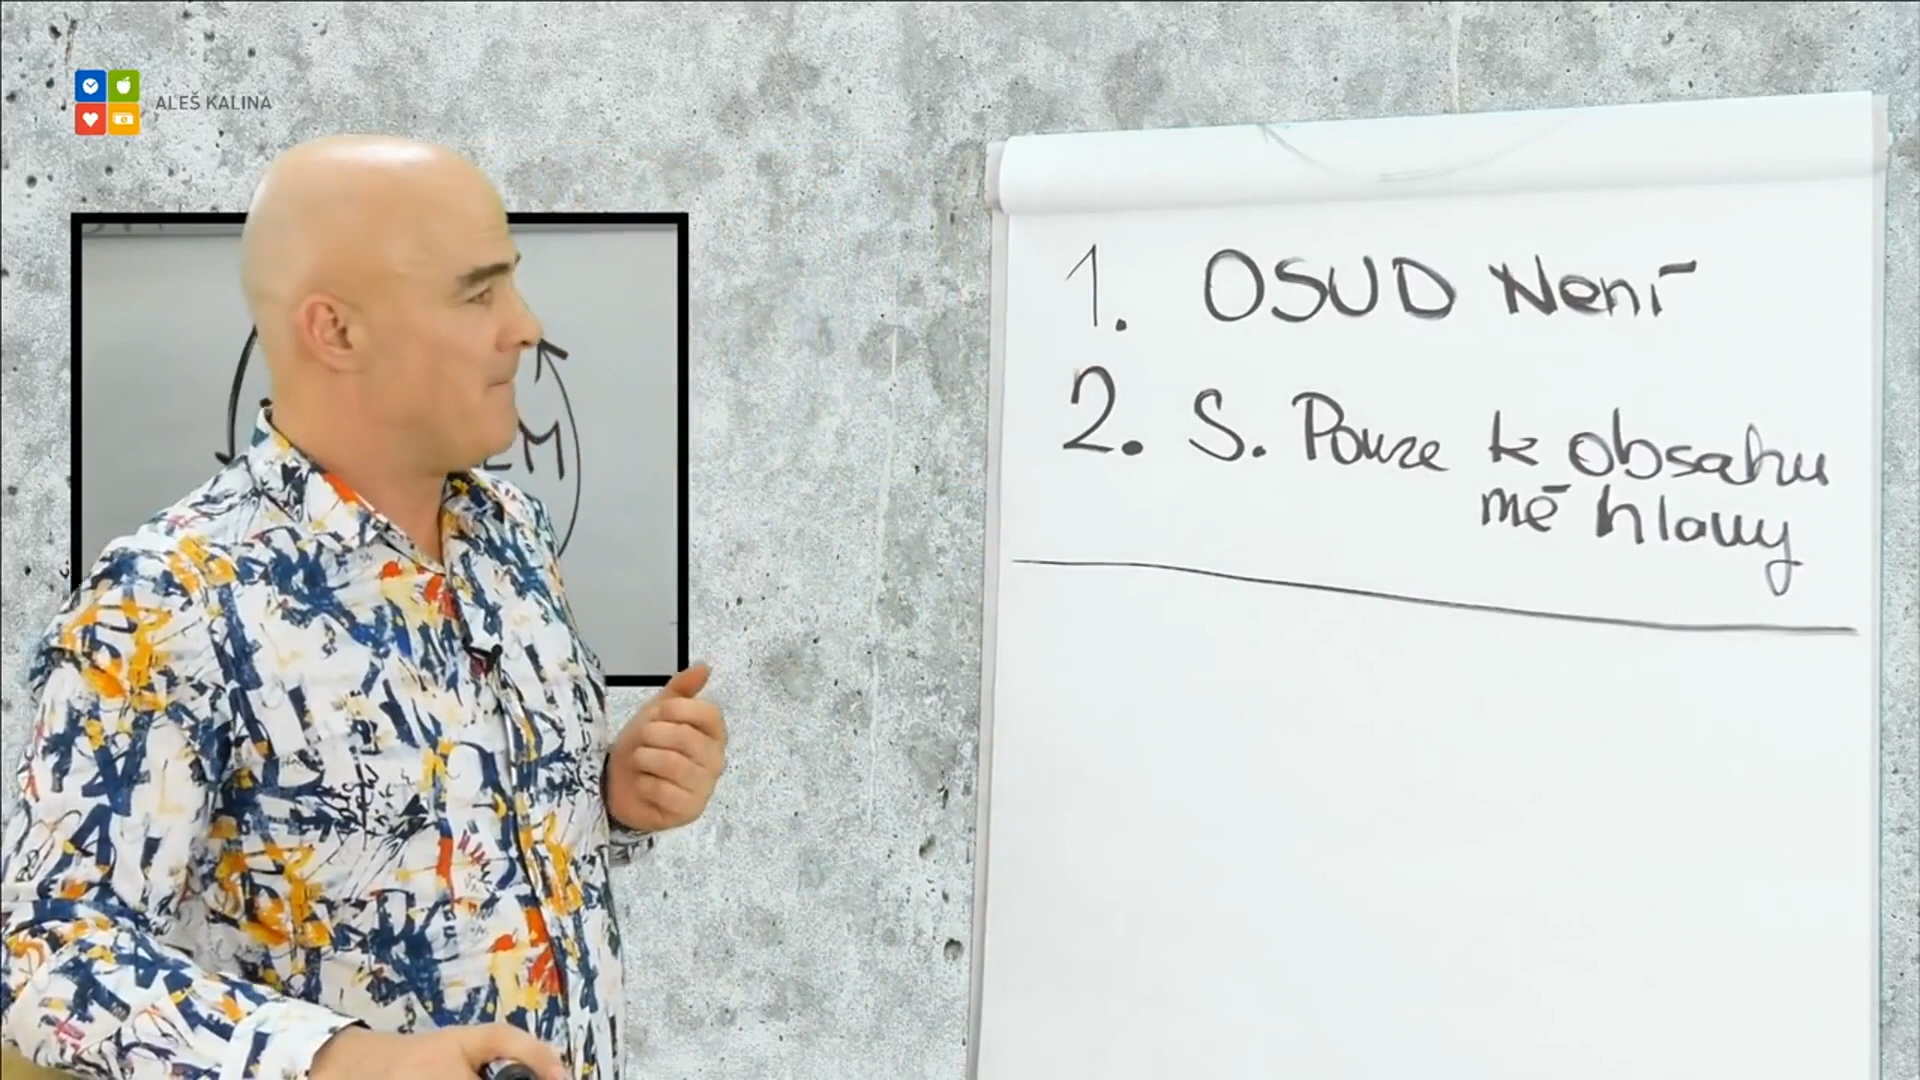 ALEŠ KALINA
1. OSUD Není
2. S. Pouze k obsahu
mé hlavy